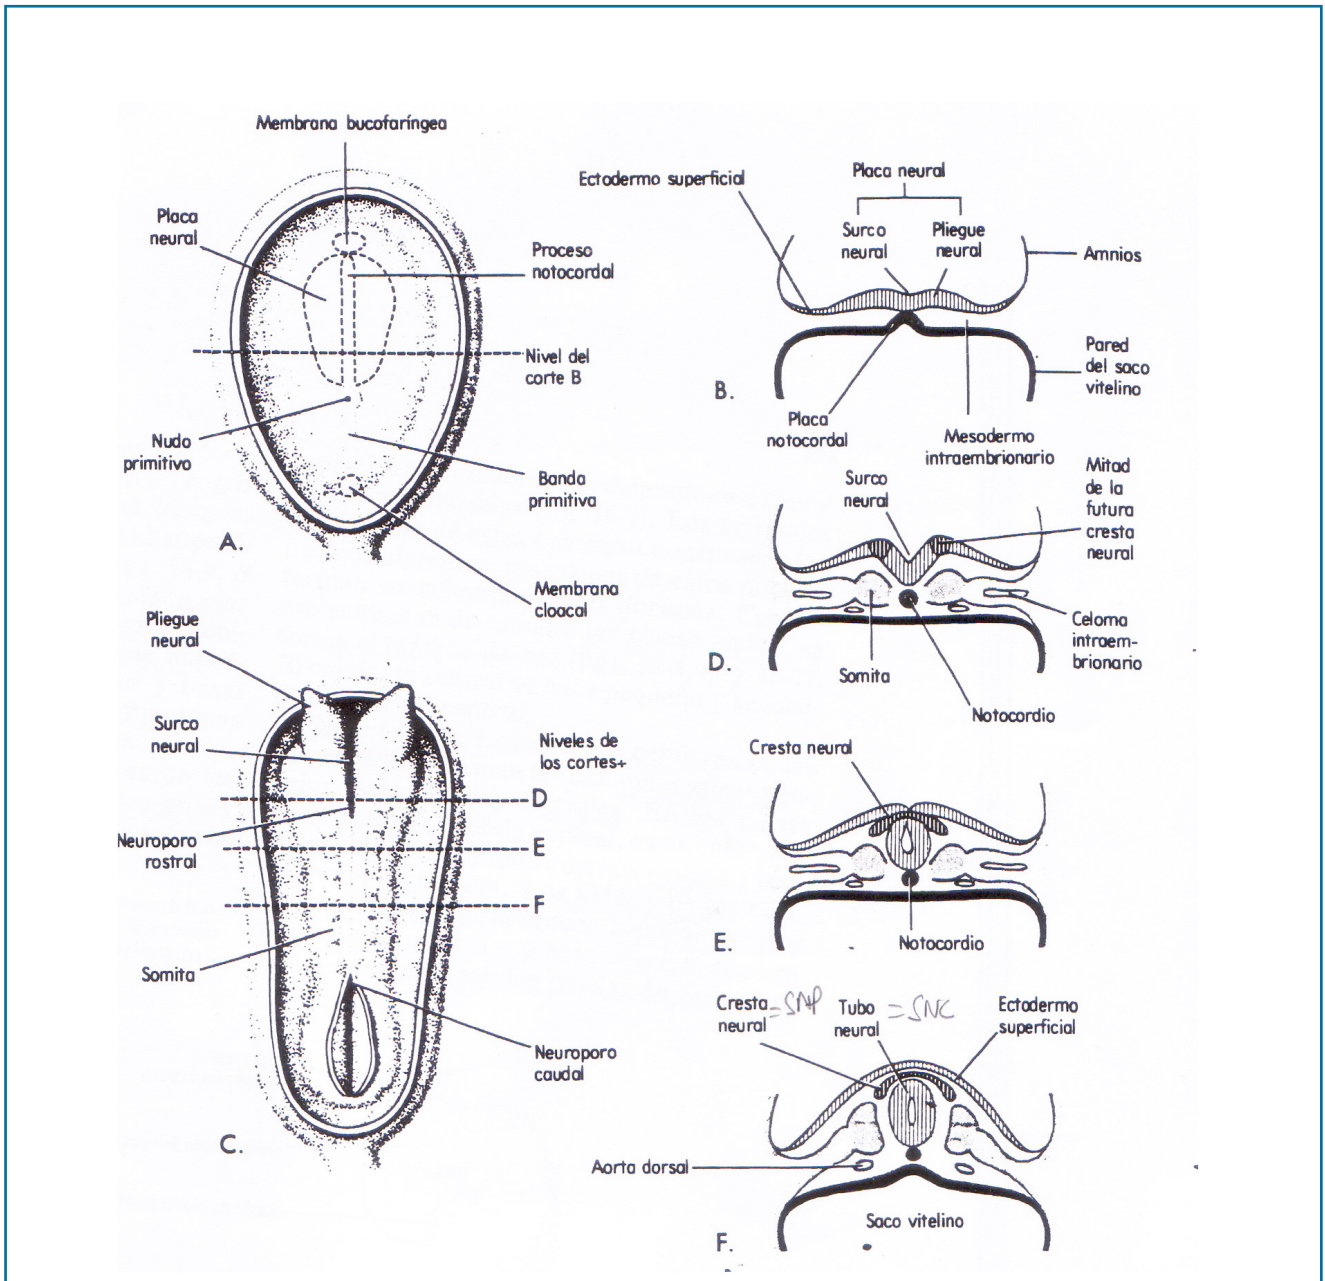 Membrana bucofaríngea
Placa
neural
Proceso
notocordal
Nivel del
corte B
Nudo
primitivo
Banda
primitiva
A.
Membrana
cloacal
Ectodermo superficial
Placa neural
Surco
neural
Pliegue
neural
Amnios
Pared
del saco
vitelino
B.
Placa
notocordal
Mesodermo
intraembrionario
Surco
neural
Mitad
de la
futura
cresta
neural
Celoma
intraem-
brionario
D.
Somita
Notocordio
Pliegue
neural
Surco
neural
Niveles de
los cortes+
D
Neuroporo
rostral
E
F
Somita
Neuroporo
caudal
C.
Cresta neural
E.
Notocordio
Cresta
neural =SNP
Tubo
neural =SNC
Ectodermo
superficial
Aorta dorsal
Saco vitelino
F.